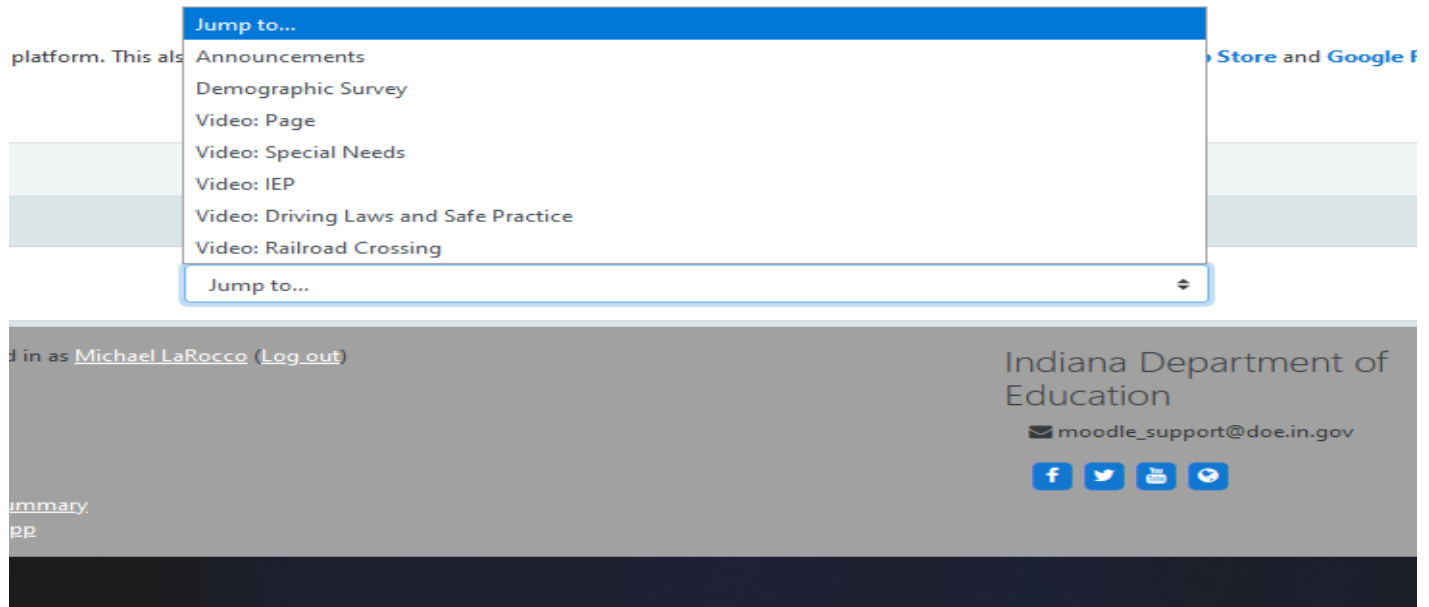 Jump to...
platform. This als
Announcements
Store and Google
Demographic Survey
Video: Page
Video: Special Needs
Video: IEP
Video: Driving Laws and Safe Practice
Video: Railroad Crossing
Jump to...
in as Michael LaRocco (Log out)
Indiana Department of
Education
moodle_support@doe.in.gov
You
Tube